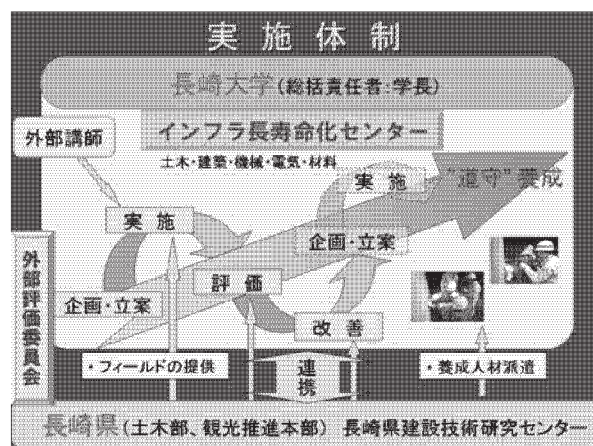 実施体制
長崎大学(総括責任者:学長)
インフラ長寿命化センター
外部講師
土木・建築・機械・電気・材料
実施
"道守"養成
実施
企画・立案
評価
外部評価委員会
企画・立案
改善
・フィールドの提供
連携
・養成人材派遣
長崎県(土木部、観光推進本部) 長崎県建設技術研究センター